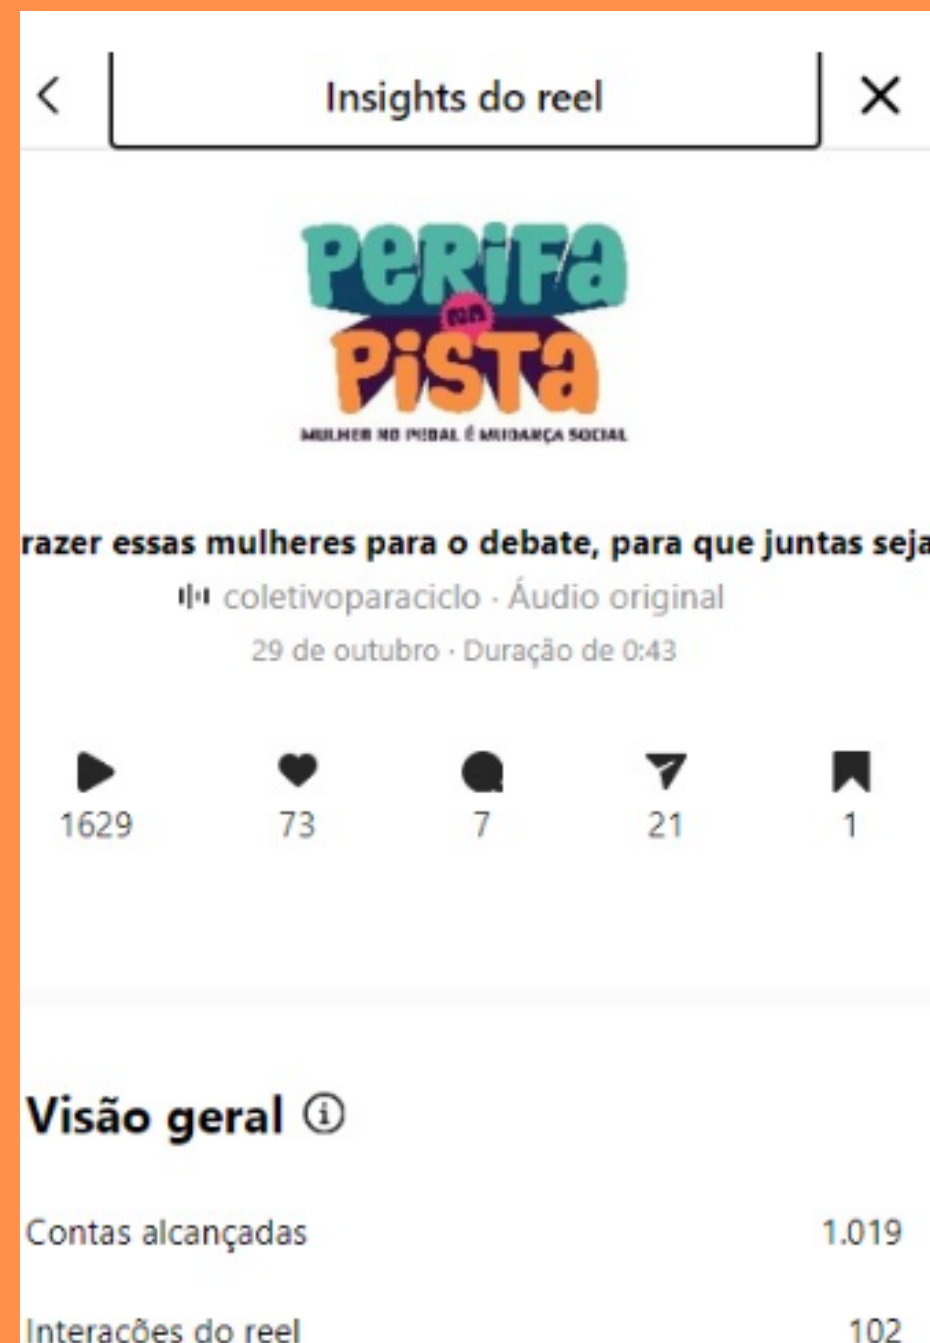 Insights do reel
PERIFA
NA
PISTA
MULHER NO PEDAL É MUDANÇA SOCIAL
razer essas mulheres para o debate, para que juntas seja
coletivoparaciclo · Áudio original
29 de outubro · Duração de 0:43
1629 73 7 21 1
Visão geral
Contas alcançadas 1.019
Interações do reel 102